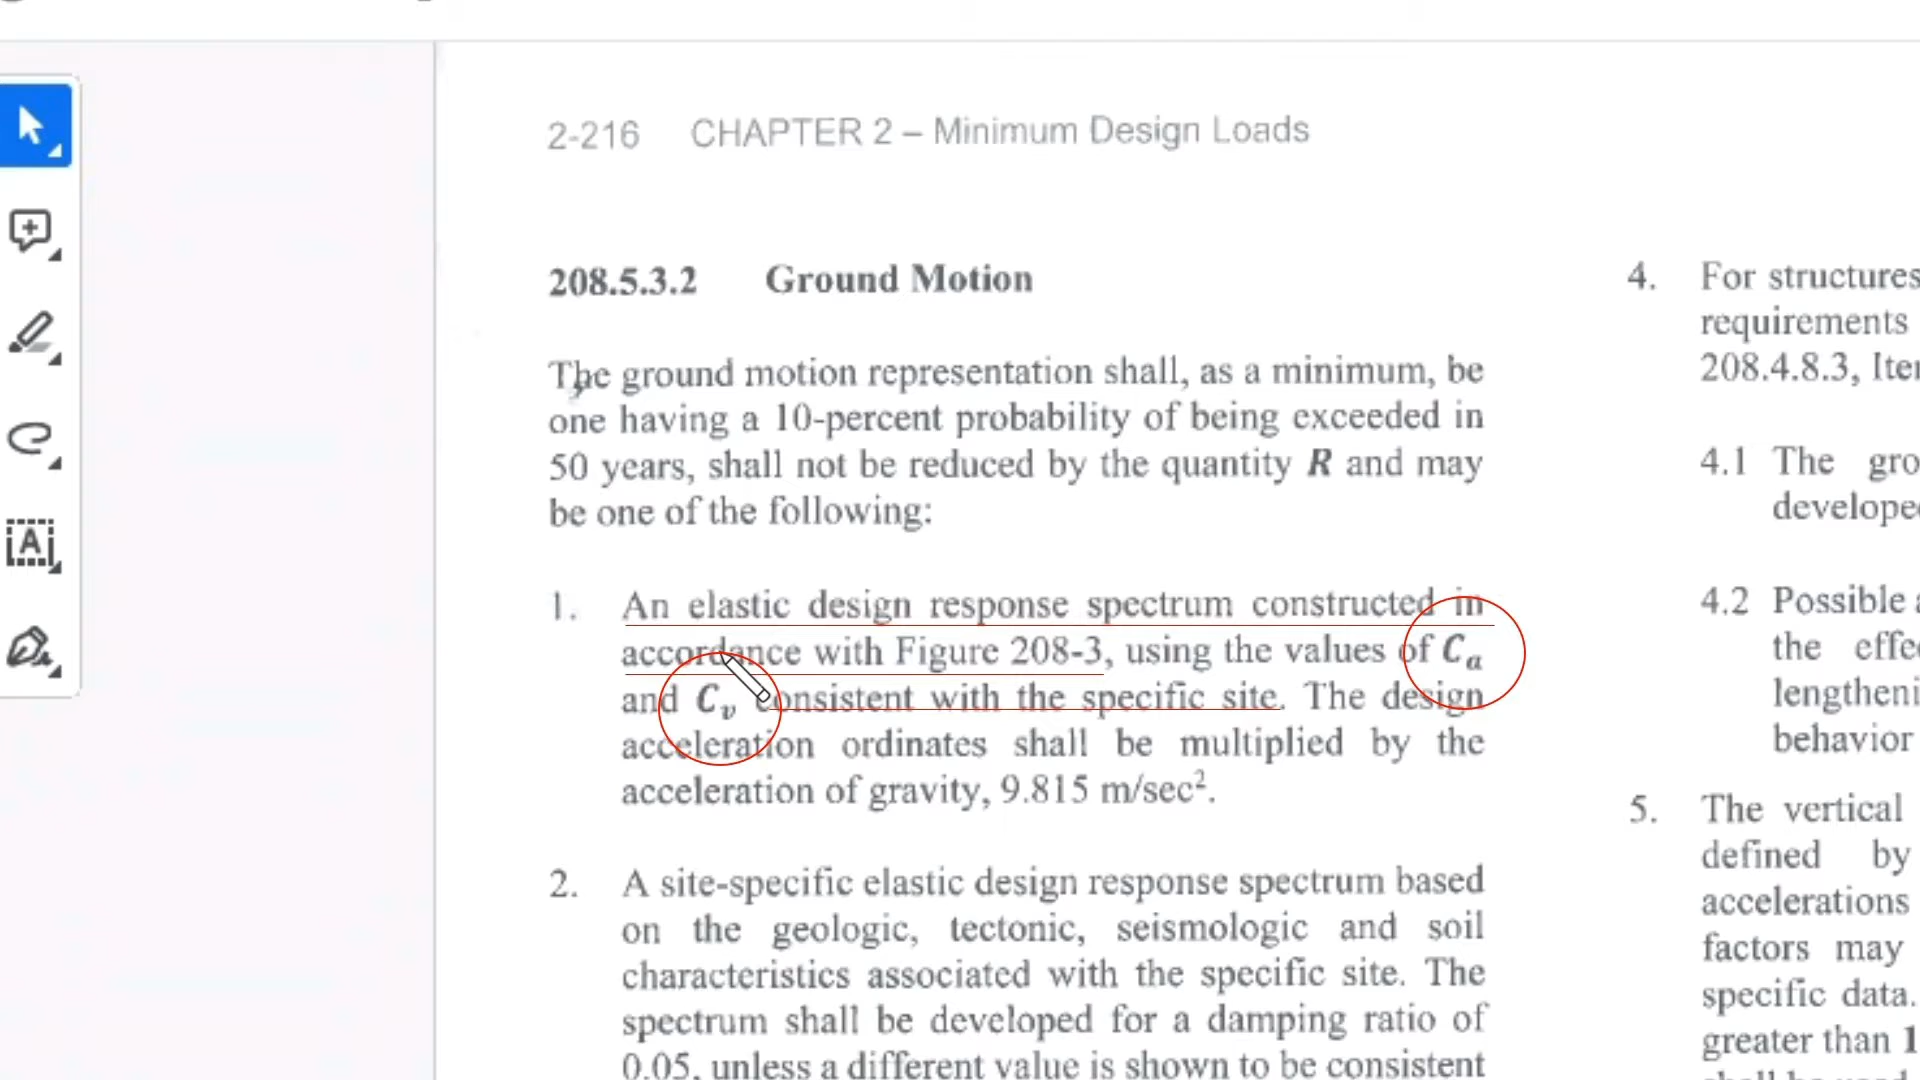 2-216 CHAPTER 2 – Minimum Design Loads
208.5.3.2 Ground Motion
The ground motion representation shall, as a minimum, be
one having a 10-percent probability of being exceeded in
50 years, shall not be reduced by the quantity R and may
be one of the following:
1. An elastic design response spectrum constructed in
accordance with Figure 208-3, using the values of Ca
and Cv consistent with the specific site. The design
acceleration ordinates shall be multiplied by the
acceleration of gravity, 9.815 m/sec².
2. A site-specific elastic design response spectrum based
on the geologic, tectonic, seismologic and soil
characteristics associated with the specific site. The
spectrum shall be developed for a damping ratio of
0.05, unless a different value is shown to be consistent
4. For structures
requirements
208.4.8.3,
4.1 The
4.2 Possible
the
behavior
5. The vertical
defined by
accelerations
factors may
specific data.
greater than